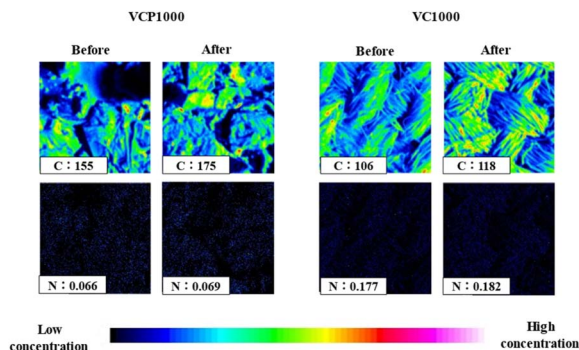 VCP1000 VC1000
Before After Before After
C：155 C：175 C：106 C：118
N：0.066 N：0.069 N：0.177 N：0.182
Low concentration High concentration